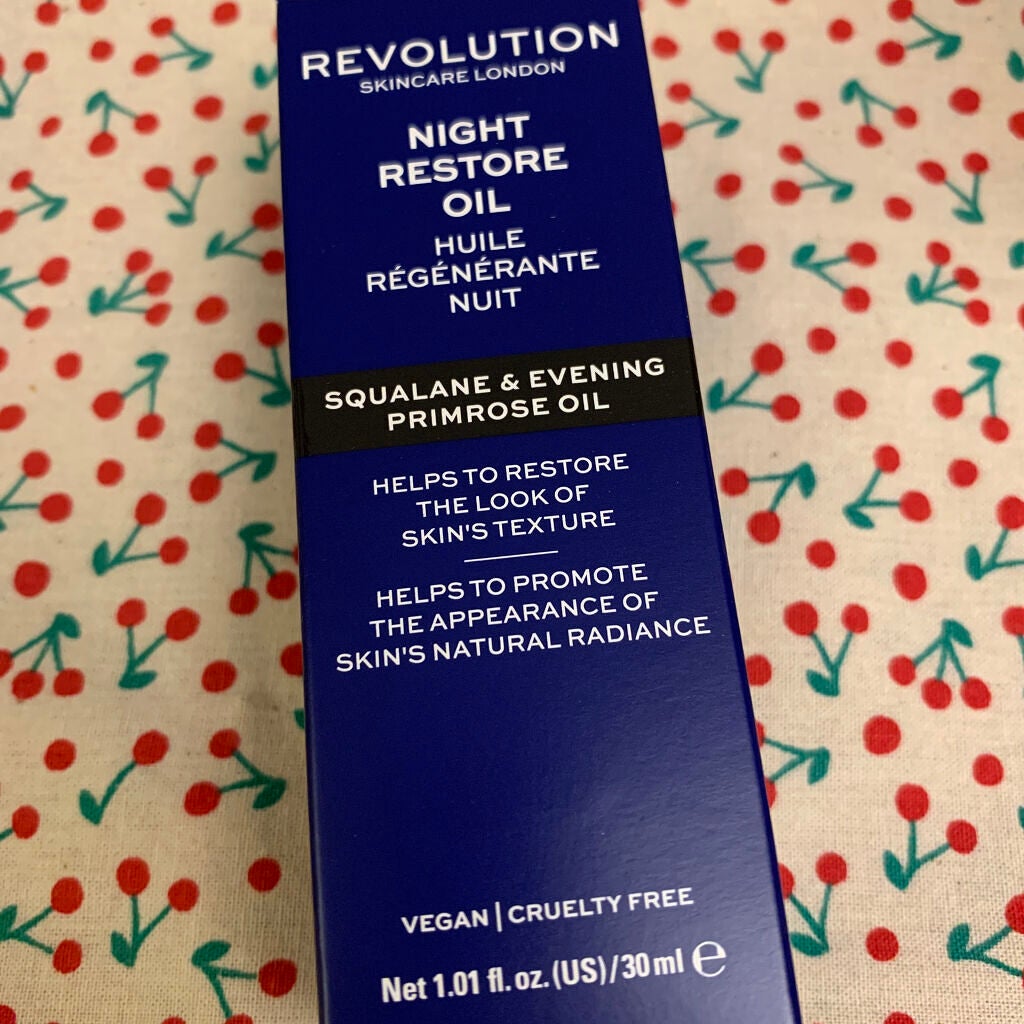 REVOLUTION
SKINCARE LONDON
NIGHT
RESTORE
OIL
HUILE
RÉGÉNÉRANTE
NUIT
SQUALANE & EVENING
PRIMROSE OIL
HELPS TO RESTORE
THE LOOK OF
SKIN'S TEXTURE
HELPS TO PROMOTE
THE APPEARANCE OF
SKIN'S NATURAL RADIANCE
VEGAN | CRUELTY FREE
Net 1.01 fl. oz. (US)/30 ml ℮